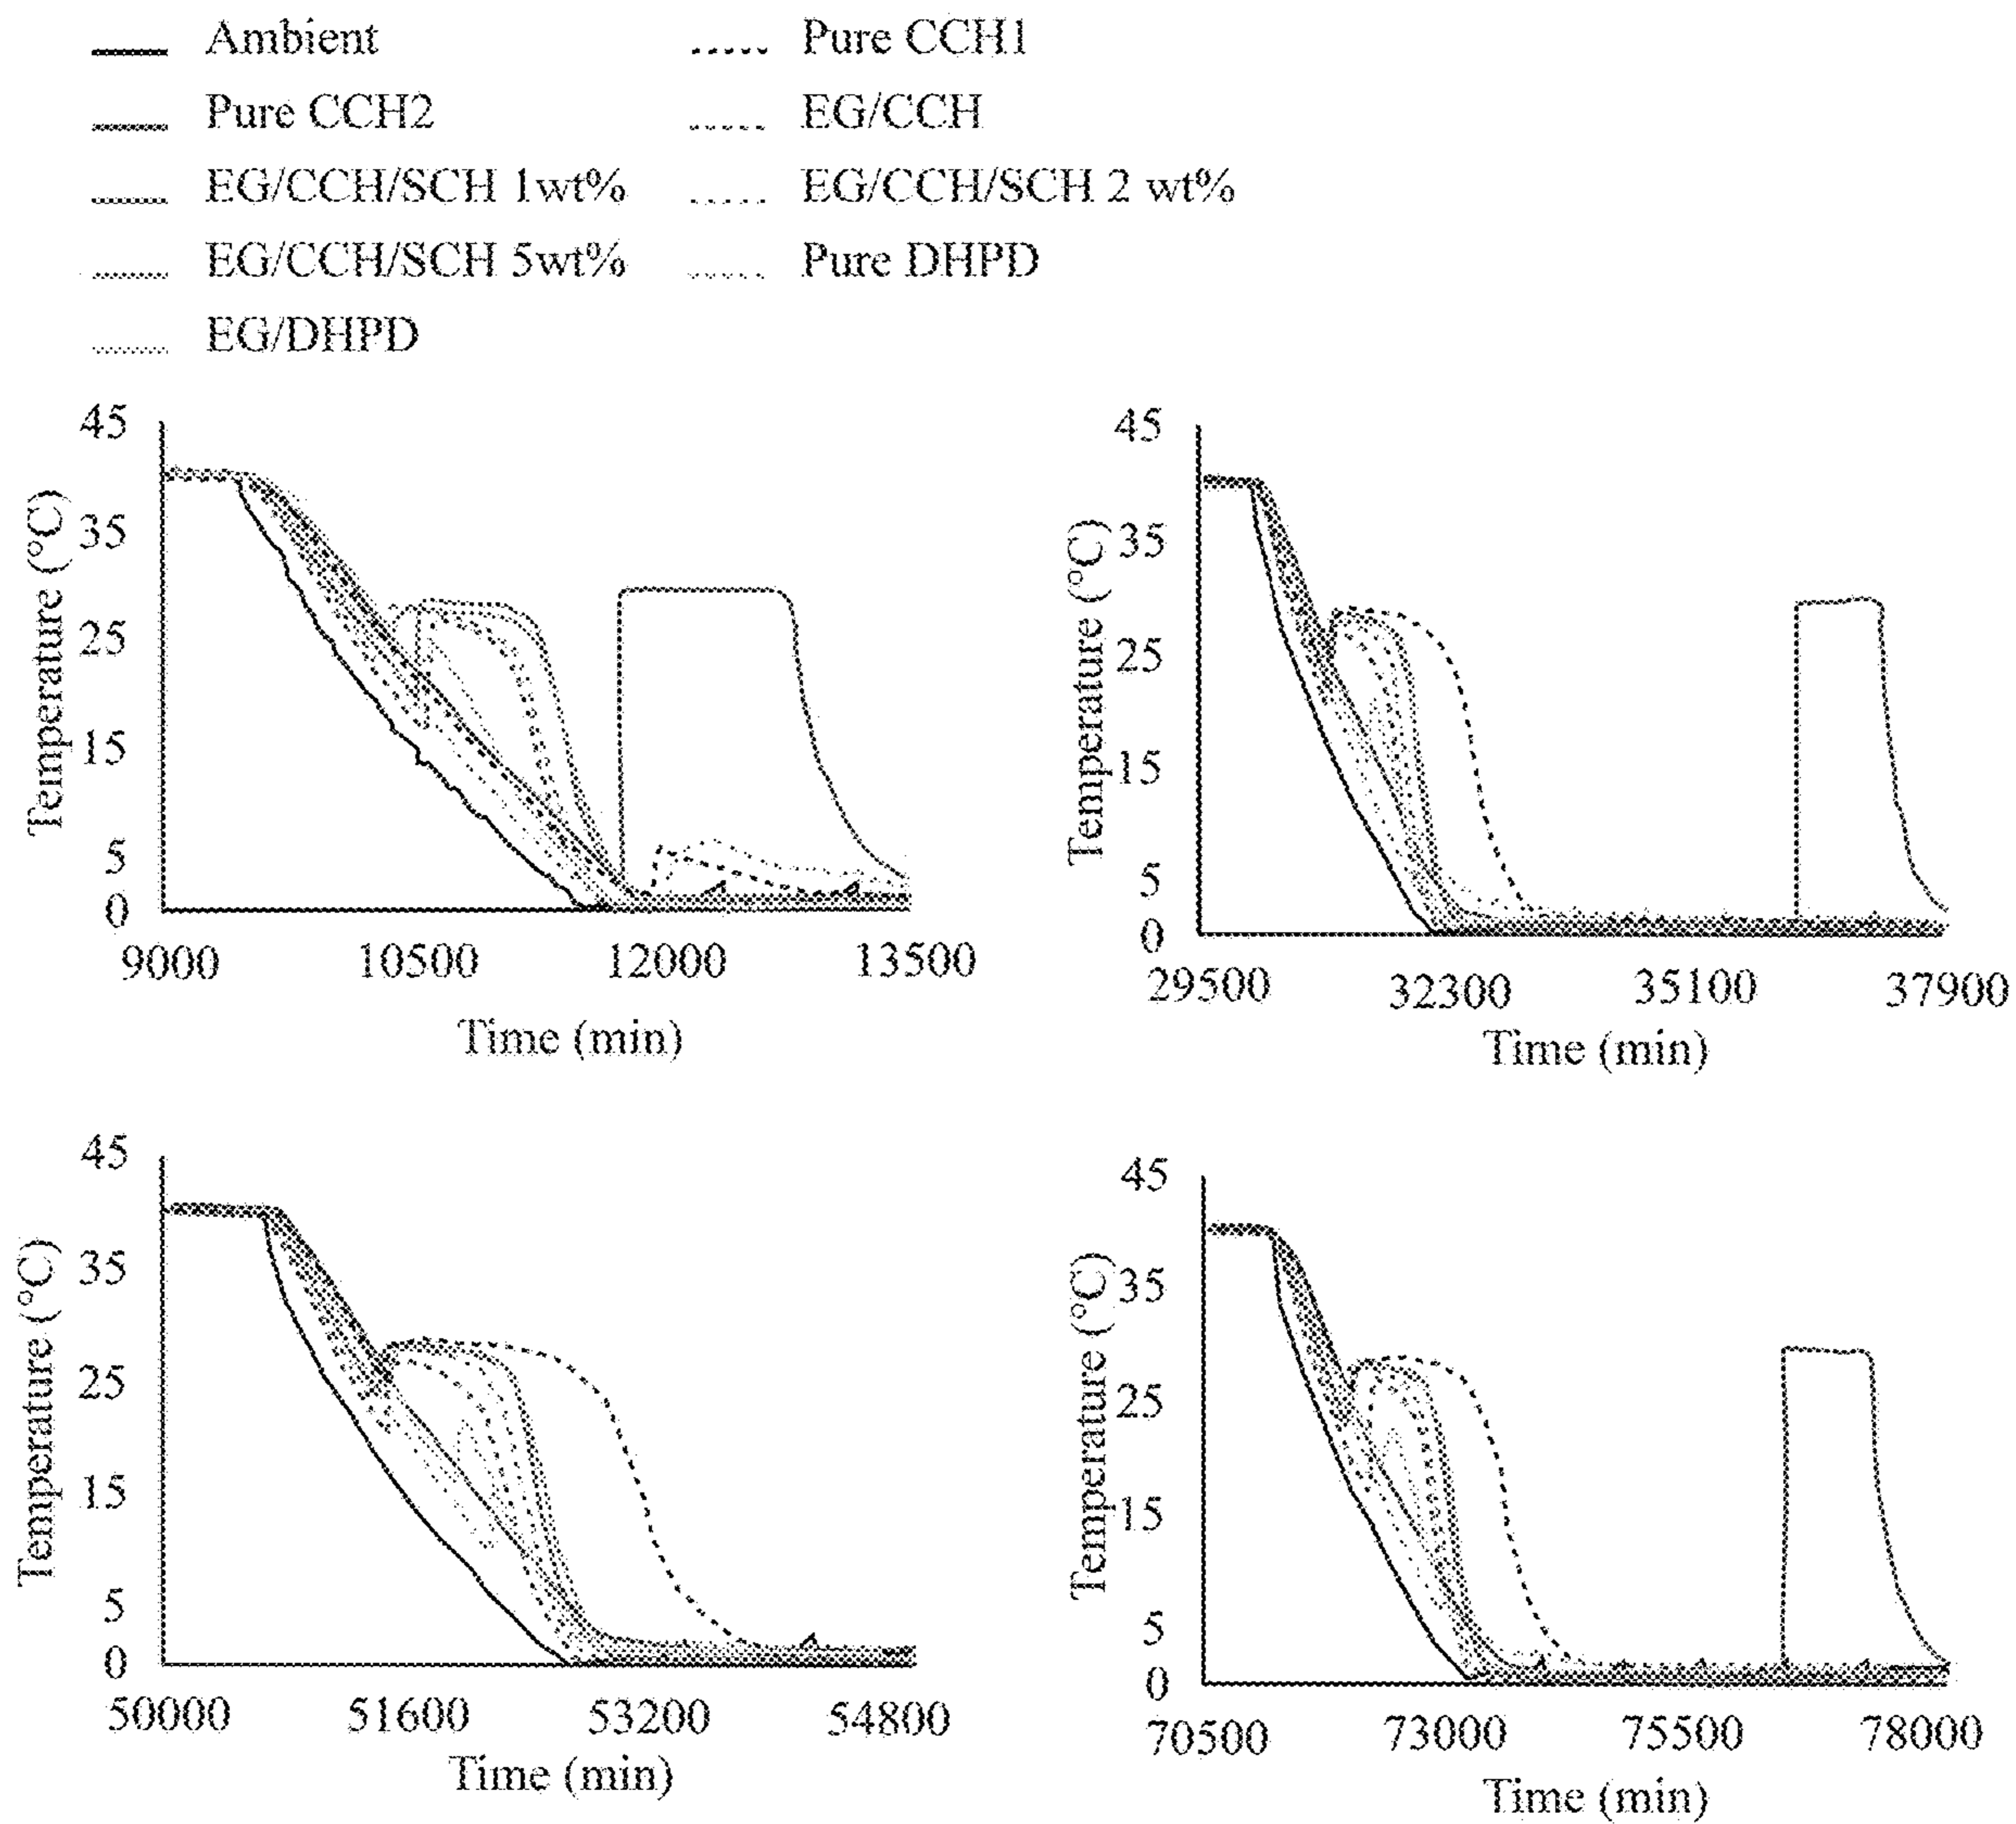 Ambient
Pure CCH1
Pure CCH2
EG/CCH
EG/CCH/SCH 1wt%
EG/CCH/SCH 2 wt%
EG/CCH/SCH 5wt%
Pure DHPD
EG/DHPD
Temperature (°C)
45
35
25
15
5
0
9000 10500 12000 13500
Time (min)
Temperature (°C)
45
35
25
15
5
0
29500 32300 35100 37900
Time (min)
Temperature (°C)
45
35
25
15
5
0
50000 51600 53200 54800
Time (min)
Temperature (°C)
45
35
25
15
5
0
70500 73000 75500 78000
Time (min)